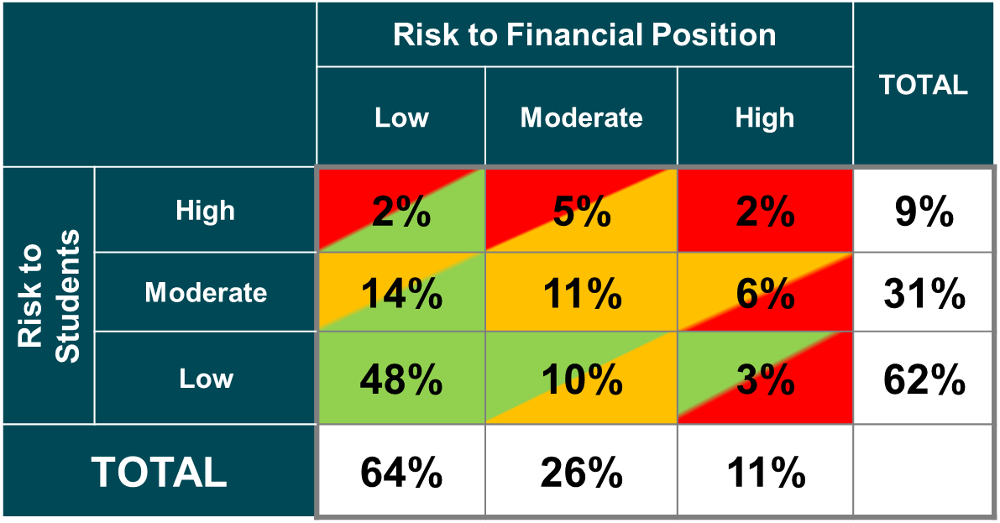 Risk to Financial Position
TOTAL
Low Moderate High
Risk to
Students
High 2% 5% 2% 9%
Moderate 14% 11% 6% 31%
Low 48% 10% 3% 62%
TOTAL 64% 26% 11%